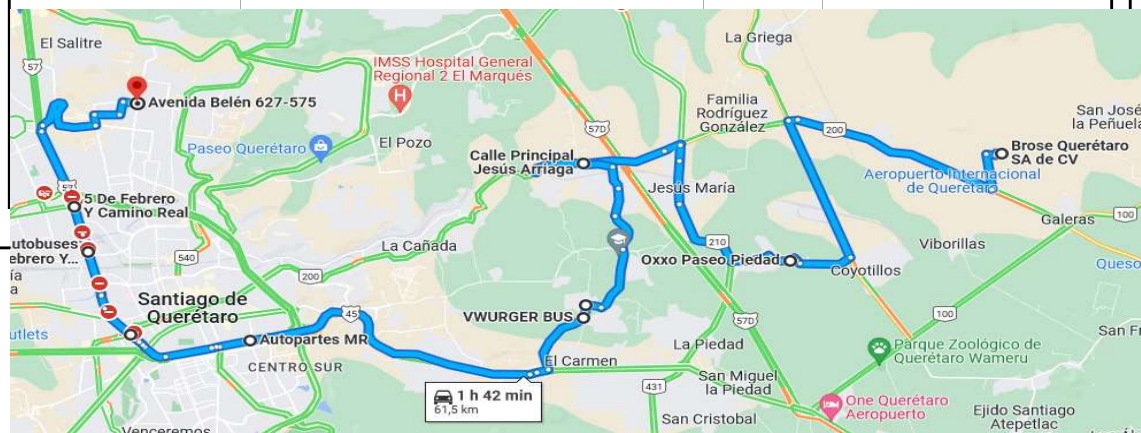 El Salitre
57
Avenida Belén 627-575
IMSS Hospital General
Regional 2 El Marqués
H
El Pozo
Paseo Querétaro
La Griega
Familia
Rodríguez
González
57D
200
San José
la Peñuela
Brose Querétaro
SA de CV
Aeropuerto Internacional
de Querétaro
Calle Principal
Jesús Arriaga
Jesús María
57
5 De Febrero
Y Camino Real
utobuses
ebrero Y...
ía
a
540
La Cañada
200
210
Oxxo Paseo Piedad
Coyotillos
Viborillas
Galeras
100
Queso
Santiago de
Querétaro
utlets
45
Autopartes MR
CENTRO SUR
VWURGER BUS
El Carmen
57D
100
La Piedad
Parque Zoológico de
Querétaro Wameru
San Fr
1 h 42 min
61,5 km
431
San Miguel
la Piedad
San Cristobal
One Querétaro
Aeropuerto
Ejido Santiago
Atepetlac
Venceremos